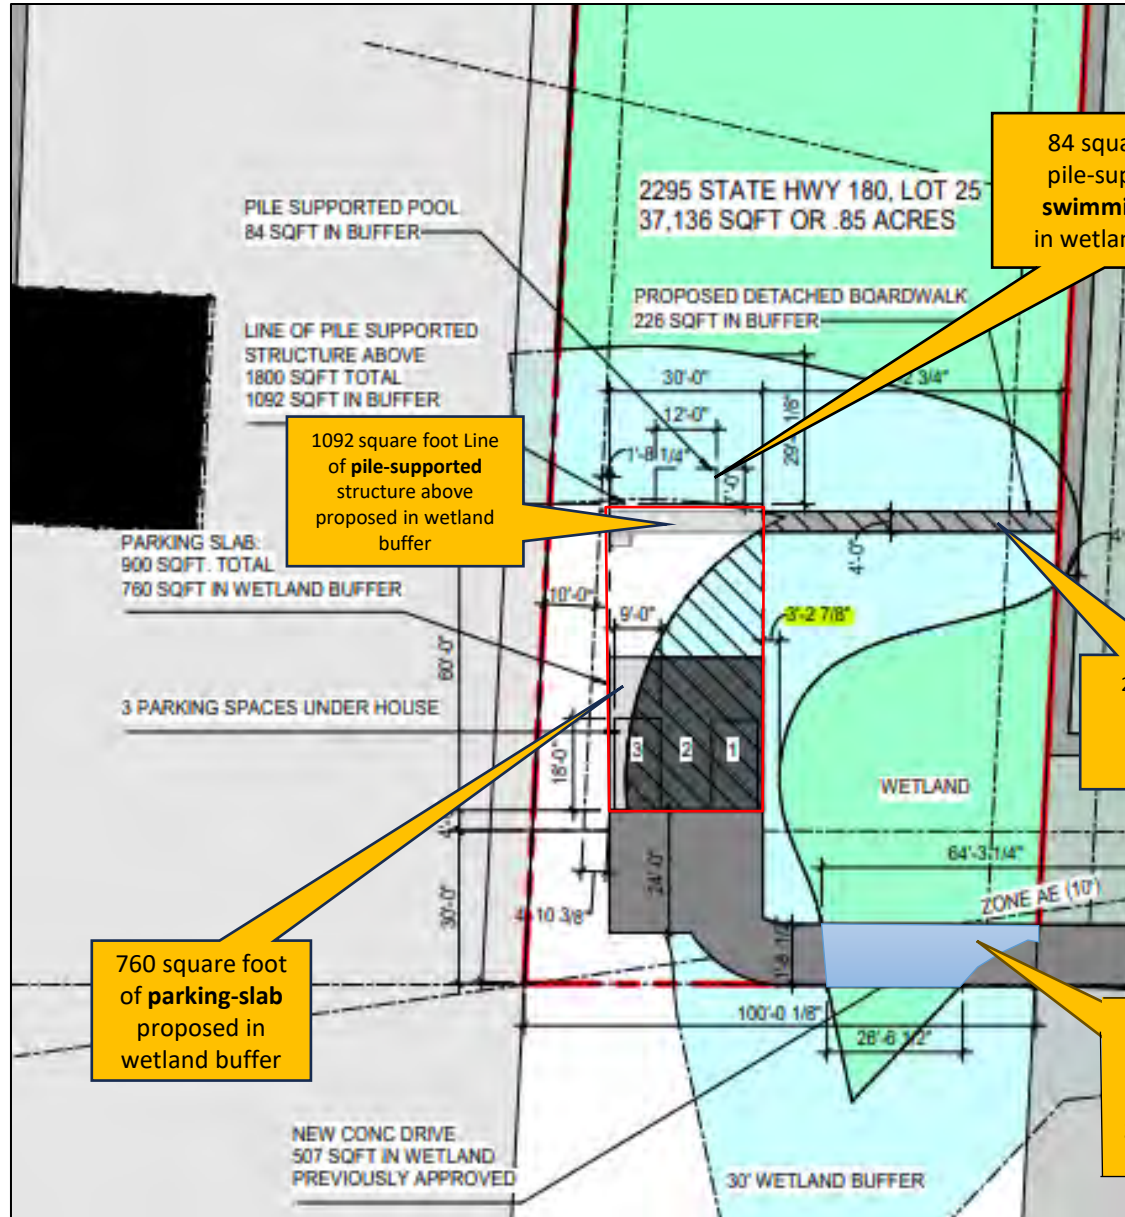 84 squa
pile-sup
swimmi
in wetlan
2295 STATE HWY 180, LOT 25
37,136 SQFT OR .85 ACRES
PILE SUPPORTED POOL
84 SQFT IN BUFFER
PROPOSED DETACHED BOARDWALK
226 SQFT IN BUFFER
LINE OF PILE SUPPORTED
STRUCTURE ABOVE
1800 SQFT TOTAL
1092 SQFT IN BUFFER
30'-0"
2 3/4"
12'-0"
1'-8 1/4"
7'-0"
1092 square foot Line
of pile-supported
structure above
proposed in wetland
buffer
PARKING SLAB:
900 SQFT. TOTAL
760 SQFT IN WETLAND BUFFER
4'-0"
10'-0"
9'-0"
3'-2 7/8"
60'-0"
3 PARKING SPACES UNDER HOUSE
18'-0"
3
2
1
WETLAND
64'-3 1/4"
ZONE AE (10')
24'-0"
30'-0"
10 3/8"
760 square foot
of parking-slab
proposed in
wetland buffer
100'-0 1/8"
26'-6 1/2"
NEW CONC DRIVE
507 SQFT IN WETLAND
PREVIOUSLY APPROVED
30' WETLAND BUFFER